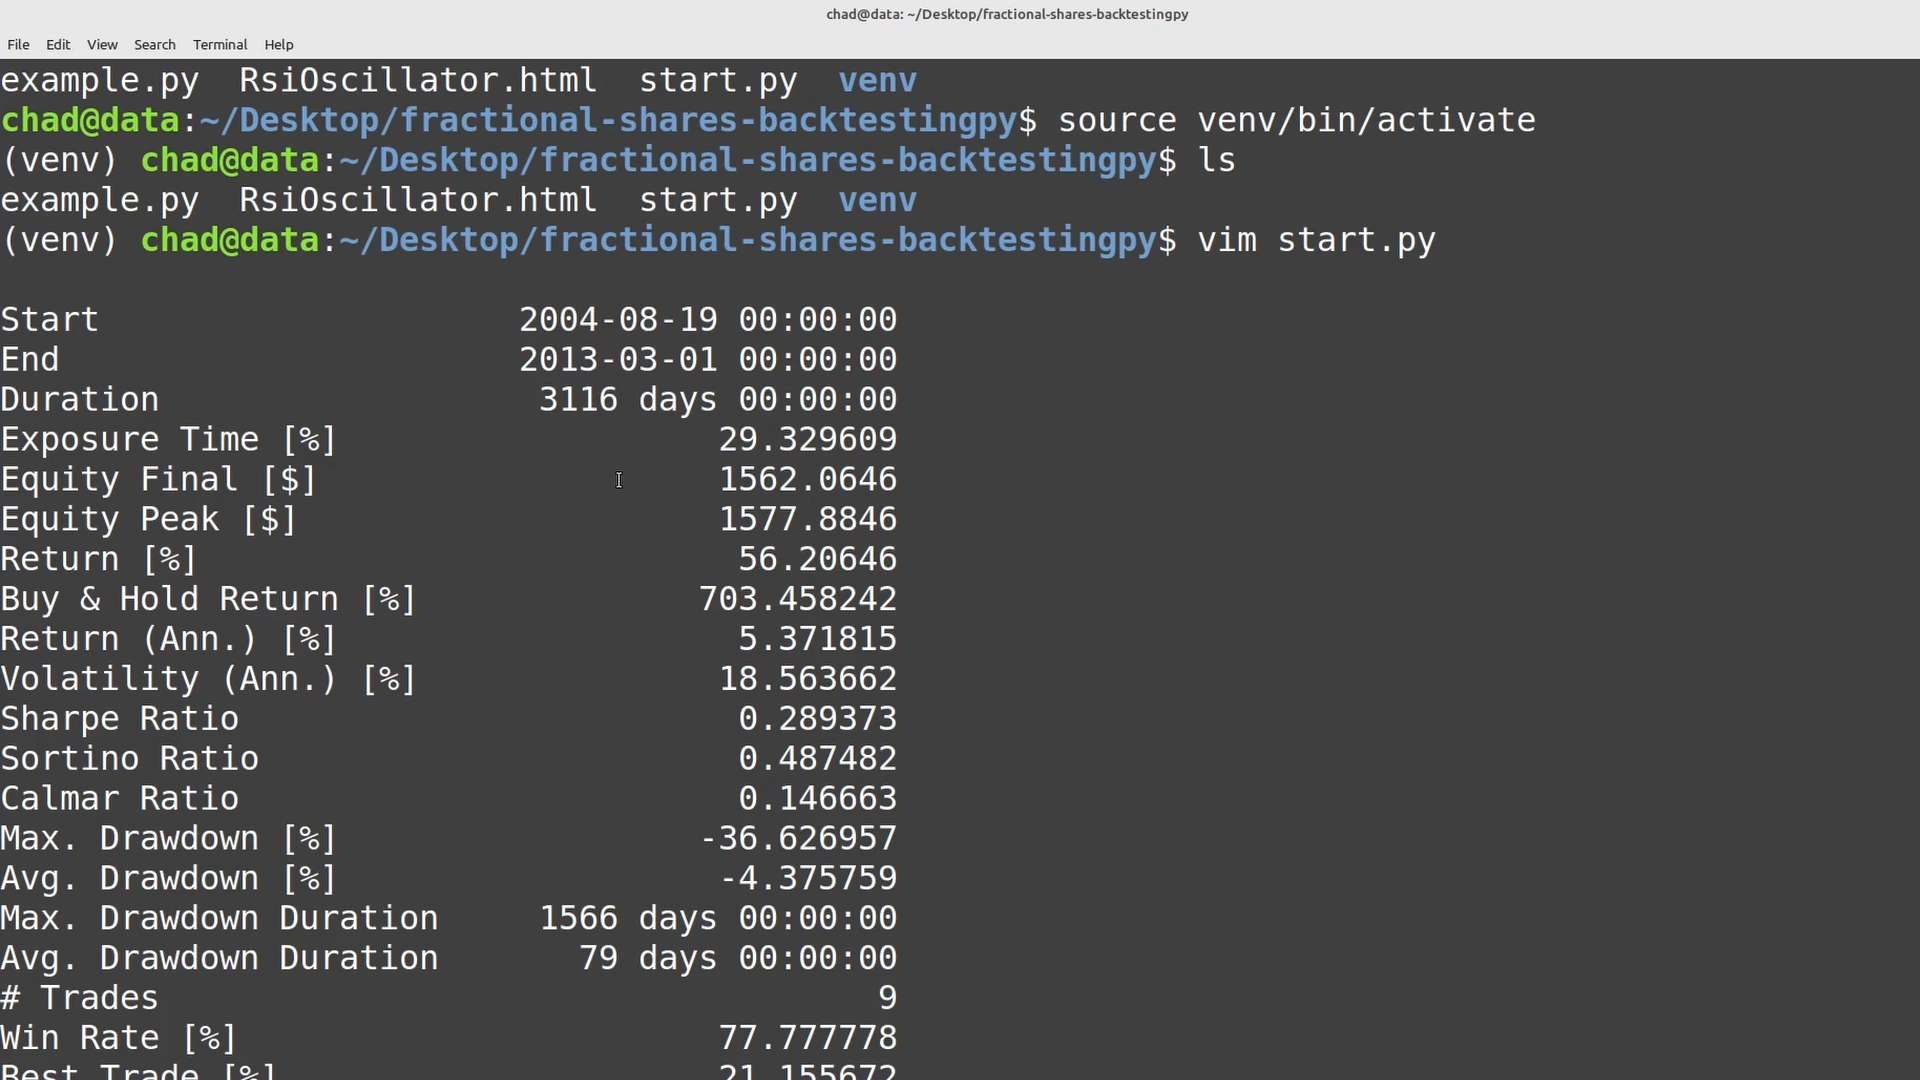 chad@data: ~/Desktop/fractional-shares-backtestingpy
File Edit View Search Terminal Help
example.py RsiOscillator.html start.py venv
chad@data:~/Desktop/fractional-shares-backtestingpy$ source venv/bin/activate
(venv) chad@data:~/Desktop/fractional-shares-backtestingpy$ ls
example.py RsiOscillator.html start.py venv
(venv) chad@data:~/Desktop/fractional-shares-backtestingpy$ vim start.py
Start 2004-08-19 00:00:00
End 2013-03-01 00:00:00
Duration 3116 days 00:00:00
Exposure Time [%] 29.329609
Equity Final [$] 1562.0646
Equity Peak [$] 1577.8846
Return [%] 56.20646
Buy & Hold Return [%] 703.458242
Return (Ann.) [%] 5.371815
Volatility (Ann.) [%] 18.563662
Sharpe Ratio 0.289373
Sortino Ratio 0.487482
Calmar Ratio 0.146663
Max. Drawdown [%] -36.626957
Avg. Drawdown [%] -4.375759
Max. Drawdown Duration 1566 days 00:00:00
Avg. Drawdown Duration 79 days 00:00:00
# Trades 9
Win Rate [%] 77.777778
Best Trade [%] 21.155672